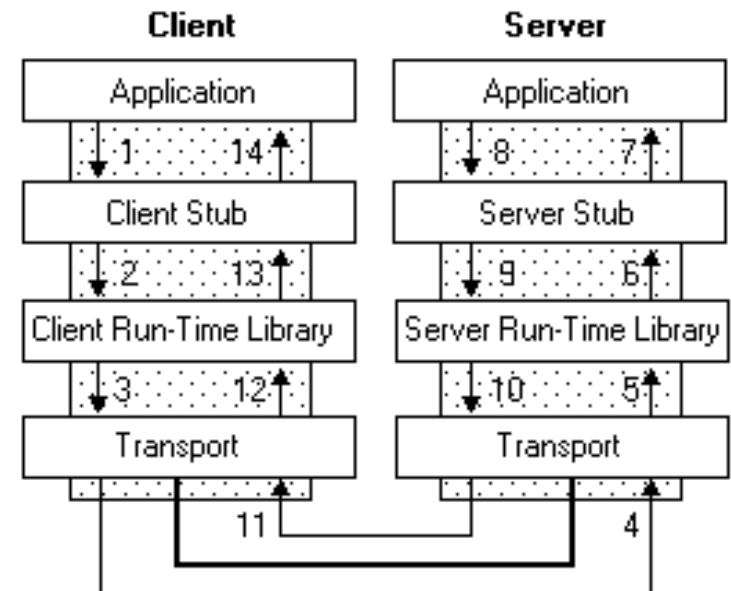 Client Server
Application Application
1 14 8 7
Client Stub Server Stub
2 13 9 6
Client Run-Time Library Server Run-Time Library
3 12 10 5
Transport Transport
11 4